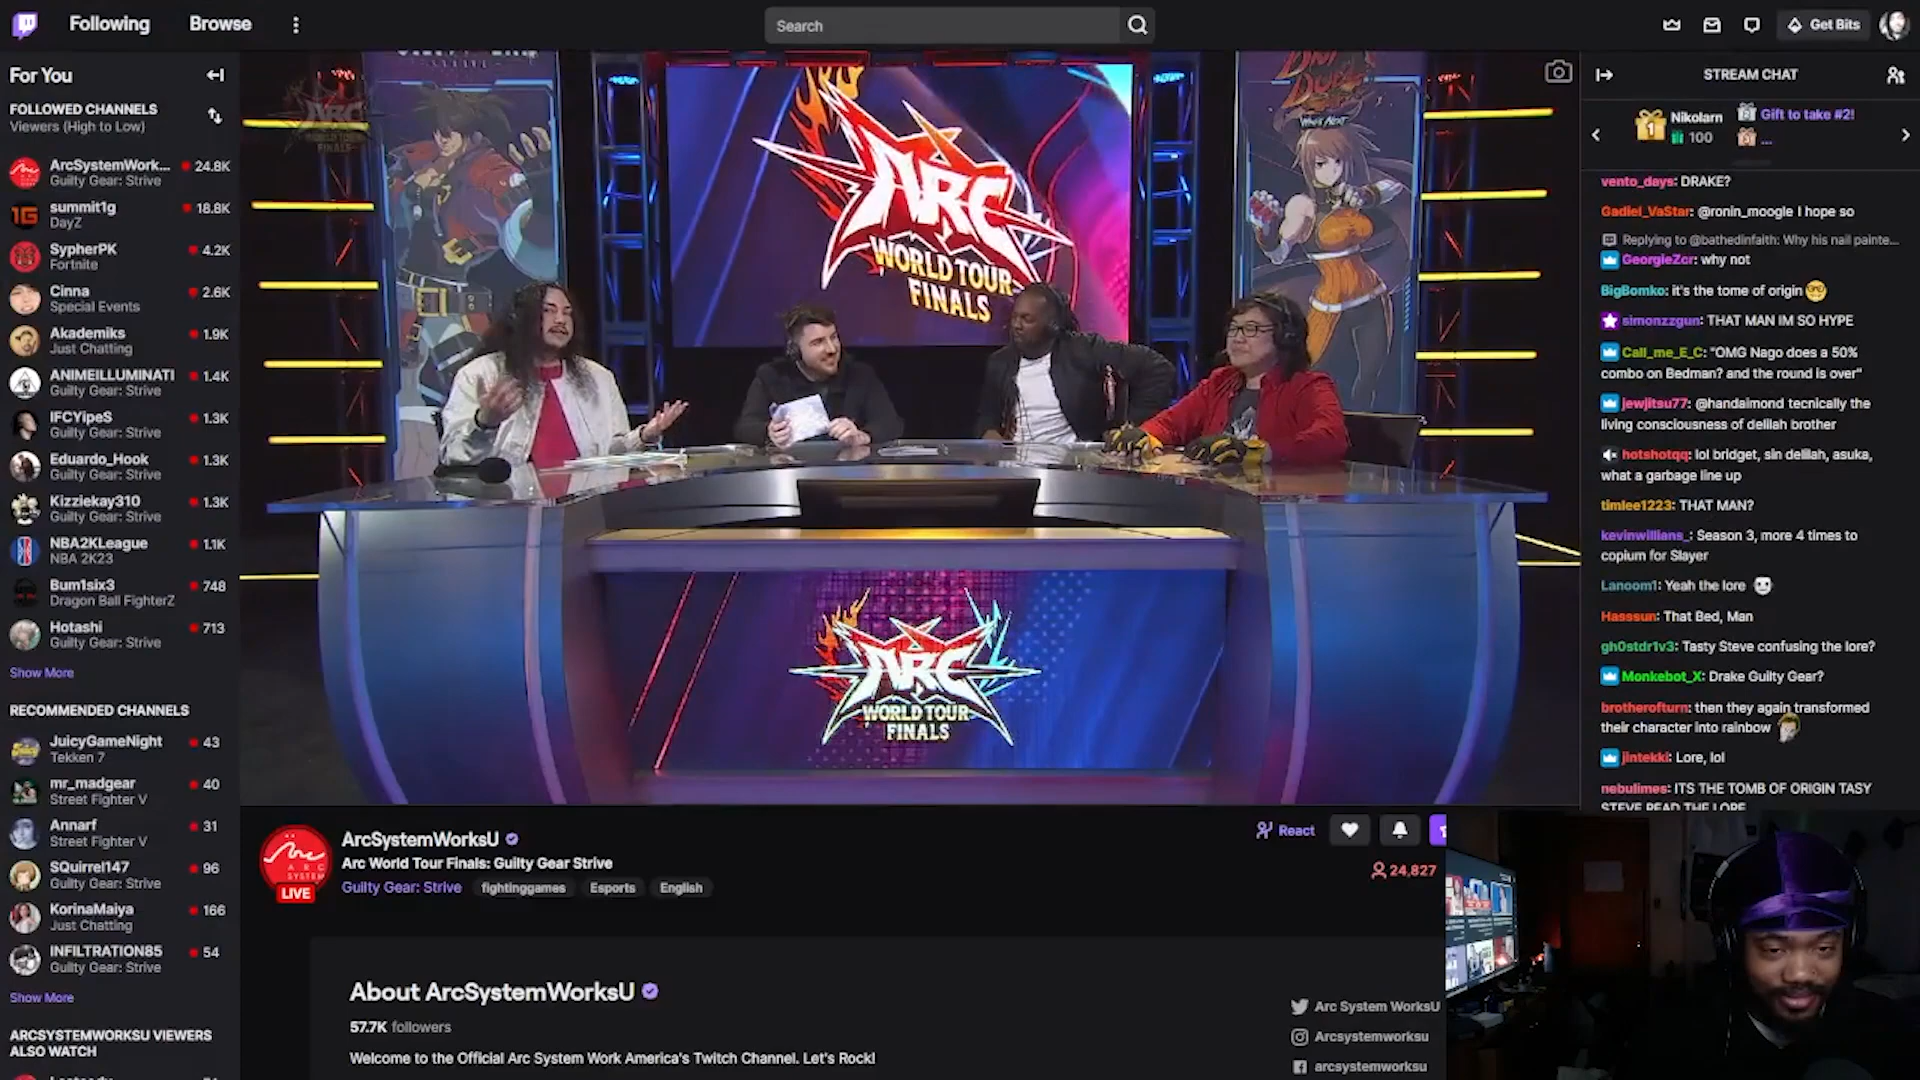 Following
Browse
Search
Get Bits
For You
FOLLOWED CHANNELS
Viewers (High to Low)
ArcSystemWork...
24.8K
Guilty Gear: Strive
summit1g
18.8K
DayZ
SypherPK
4.2K
Fortnite
Cinna
2.6K
Special Events
Akademiks
1.9K
Just Chatting
ANIMEILLUMINATI
1.4K
Guilty Gear: Strive
IFCYipeS
1.3K
Guilty Gear: Strive
Eduardo_Hook
1.3K
Guilty Gear: Strive
Kizziekay310
1.3K
Guilty Gear: Strive
NBA2KLeague
1.1K
NBA 2K23
Bum1six3
748
Dragon Ball FighterZ
Hotashi
713
Guilty Gear: Strive
Show More
RECOMMENDED CHANNELS
JuicyGameNight
43
Tekken 7
mr_madgear
40
Street Fighter V
Annarf
31
Street Fighter V
SQuirrel147
96
Guilty Gear: Strive
KorinaMaiya
166
Just Chatting
INFILTRATION85
54
Guilty Gear: Strive
Show More
ARCSYSTEMWORKSU VIEWERS
ALSO WATCH
ARC
WORLD TOUR
FINALS
ARC
WORLD TOUR
FINALS
ARC
WORLD TOUR
FINALS
ArcSystemWorksU
Arc World Tour Finals: Guilty Gear Strive
Guilty Gear: Strive
fightinggames
Esports
English
LIVE
React
24,827
About ArcSystemWorksU
57.7K followers
Welcome to the Official Arc System Work America's Twitch Channel. Let's Rock!
Arc System WorksU
Arcsystemworksu
arcsystemworksu
STREAM CHAT
1
Nikolarn
100
Gift to take #2!
...
vento_days: DRAKE?
Gadiel_VaStar: @ronin_moogle I hope so
Replying to @bathedinfaith: Why his nail painte...
GeorgieZcr: why not
BigBomko: it's the tome of origin
simonzzgun: THAT MAN IM SO HYPE
Call_me_E_C: "OMG Nago does a 50%
combo on Bedman? and the round is over"
jewjitsu77: @handaimond tecnically the
living consciousness of delilah brother
hotshotqq: lol bridget, sin delilah, asuka,
what a garbage line up
timlee1223: THAT MAN?
kevinwillians_: Season 3, more 4 times to
copium for Slayer
Lanoom1: Yeah the lore
Hasssun: That Bed, Man
gh0stdr1v3: Tasty Steve confusing the lore?
Monkebot_X: Drake Guilty Gear?
brotherofturn: then they again transformed
their character into rainbow
jintekki: Lore, lol
nebulimes: ITS THE TOMB OF ORIGIN TASY
STEVE READ THE LORE